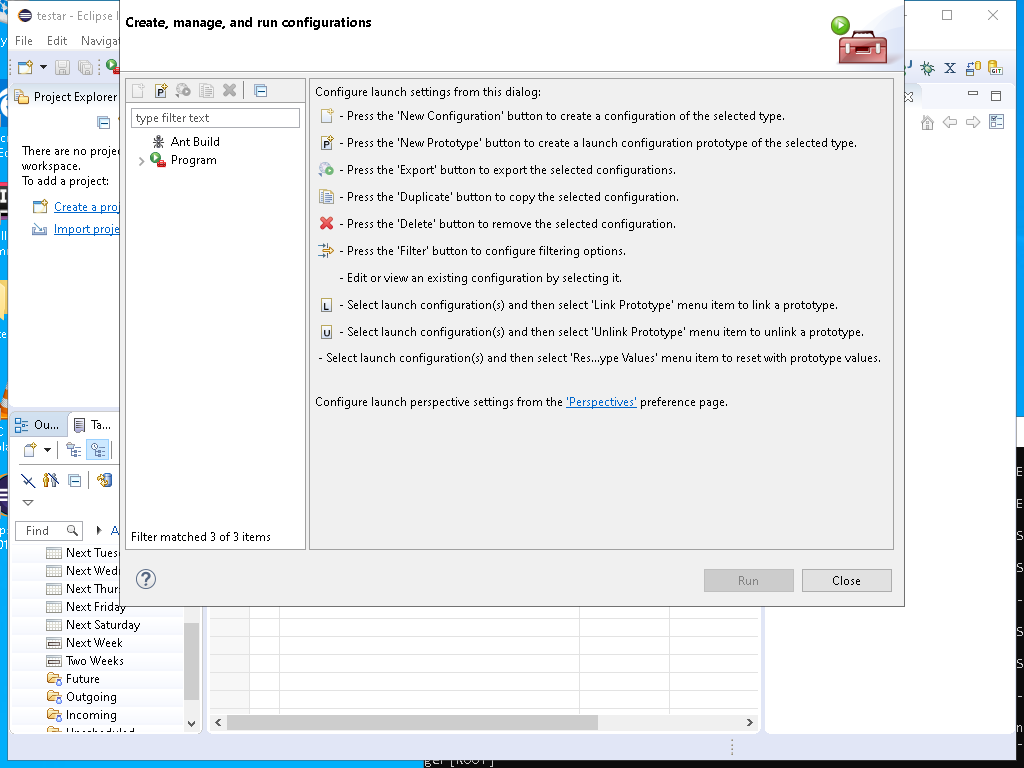 testar - Eclipse
File Edit Navigat
Project Explorer
There are no proje
workspace.
To add a project:
Create a proj
Import proje
Ou...
Ta...
Find
Next Tues
Next Wedn
Next Thur
Next Friday
Next Saturday
Next Week
Two Weeks
Future
Outgoing
Incoming
Unscheduled
Create, manage, and run configurations
type filter text
Ant Build
Program
Filter matched 3 of 3 items
Configure launch settings from this dialog:
- Press the 'New Configuration' button to create a configuration of the selected type.
- Press the 'New Prototype' button to create a launch configuration prototype of the selected type.
- Press the 'Export' button to export the selected configurations.
- Press the 'Duplicate' button to copy the selected configuration.
- Press the 'Delete' button to remove the selected configuration.
- Press the 'Filter' button to configure filtering options.
- Edit or view an existing configuration by selecting it.
- Select launch configuration(s) and then select 'Link Prototype' menu item to link a prototype.
- Select launch configuration(s) and then select 'Unlink Prototype' menu item to unlink a prototype.
- Select launch configuration(s) and then select 'Res...ype Values' menu item to reset with prototype values.
Configure launch perspective settings from the 'Perspectives' preference page.
Run
Close
ger [ROOT]